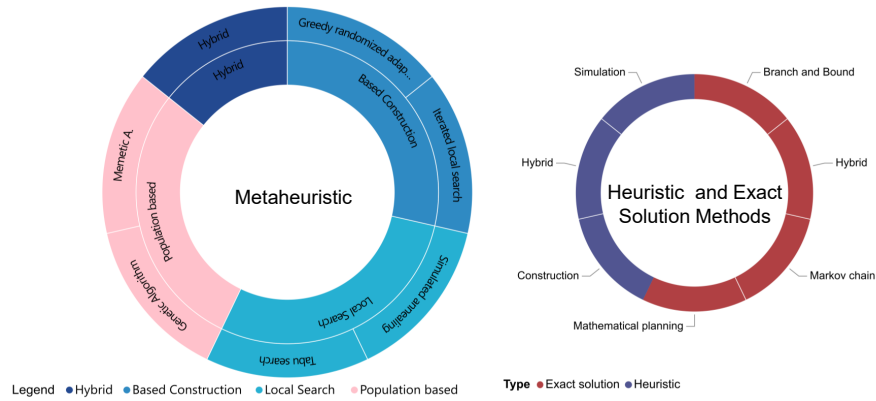 Hybrid
Hybrid
Greedy randomized adap...
Based Construction
Iterated local search
Simulated annealing
Local Search
Tabu search
Genetic Algorithm
Population based
Memetic A.
Metaheuristic
Legend Hybrid Based Construction Local Search Population based
Simulation
Branch and Bound
Hybrid
Hybrid
Heuristic and Exact
Solution Methods
Construction
Markov chain
Mathematical planning
Type Exact solution Heuristic